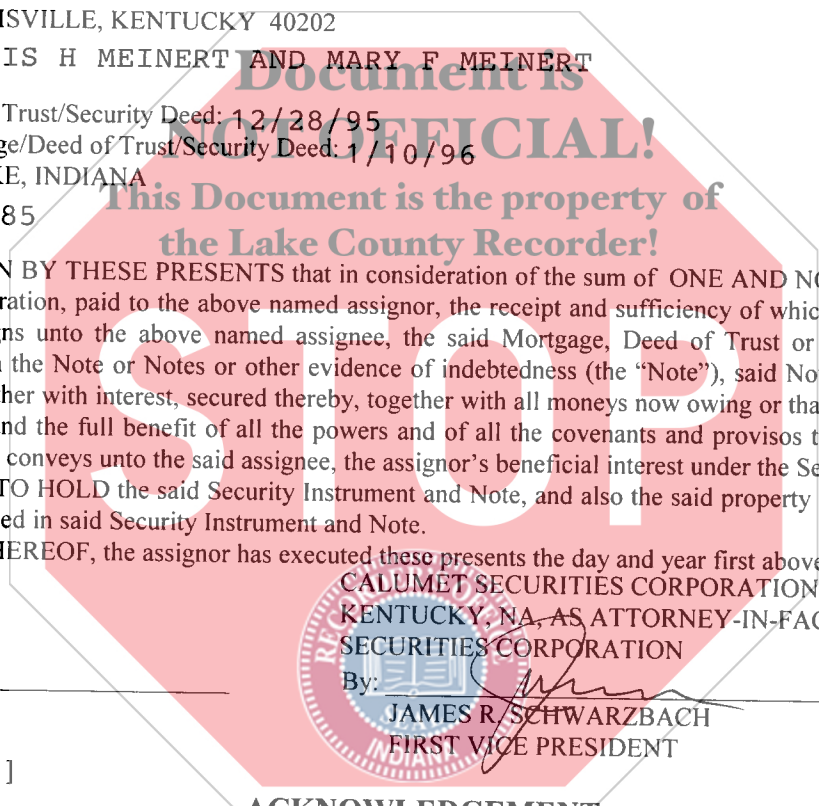 ISVILLE, KENTUCKY 40202
IS H MEINERT AND MARY F MEINERT
Document is
Trust/Security Deed: 12/28/95
NOT OFFICIAL!
ge/Deed of Trust/Security Deed: 1/10/96
KE, INDIANA
This Document is the property of
85
the Lake County Recorder!
N BY THESE PRESENTS that in consideration of the sum of ONE AND NO
ration, paid to the above named assignor, the receipt and sufficiency of whic
gns unto the above named assignee, the said Mortgage, Deed of Trust or
the Note or Notes or other evidence of indebtedness (the “Note”), said No
her with interest, secured thereby, together with all moneys now owing or tha
nd the full benefit of all the powers and of all the covenants and provisos t
conveys unto the said assignee, the assignor's beneficial interest under the Se
STOP
TO HOLD the said Security Instrument and Note, and also the said property
ed in said Security Instrument and Note.
HEREOF, the assignor has executed these presents the day and year first above
CALUMET SECURITIES CORPORATION
KENTUCKY, NA, AS ATTORNEY-IN-FAC
SECURITIES CORPORATION
By:
JAMES R. SCHWARZBACH
FIRST VICE PRESIDENT
SEAL
INDIANA
]
ACKNOWLEDGEMENT